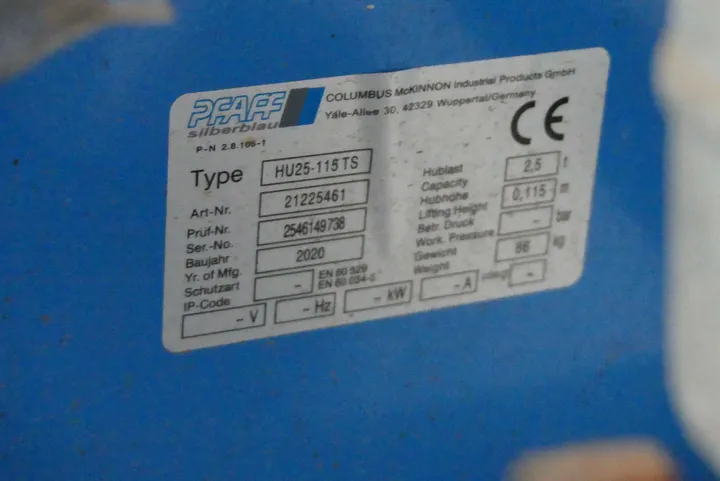 PFAFF
silberblau
COLUMBUS McKINNON Industrial Products GmbH
Yale-Allee 30, 42329 Wuppertal/Germany
P-N 2.8.105-1
CE
Type HU25-115 TS
Art-Nr. 21225461
Prüf-Nr. 2546149738
Ser.-No.
Baujahr 2020
Yr. of Mfg.
Schutzart - EN 60 529
IP-Code EN 60 034-5
Hublast 2,5 t
Capacity
Hubhöhe 0,115 m
Lifting Height
Betr. Druck - bar
Work. Pressure
Gewicht 66 kg
Weight
- V - Hz - kW - A -